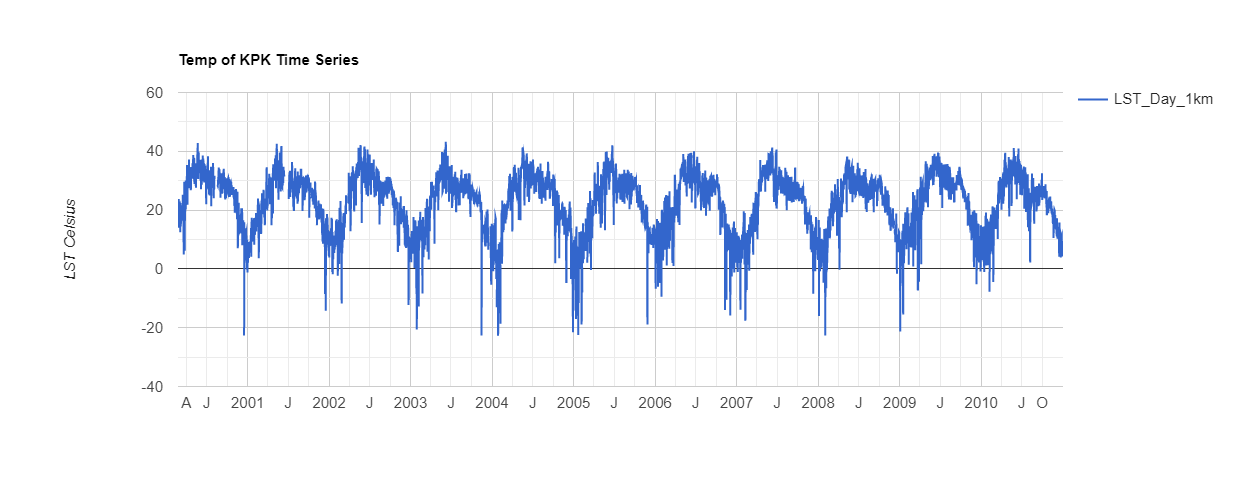 Temp of KPK Time Series
LST_Day_1km
LST Celsius
60
40
20
0
-20
-40
A J 2001 J 2002 J 2003 J 2004 J 2005 J 2006 J 2007 J 2008 J 2009 J 2010 J O